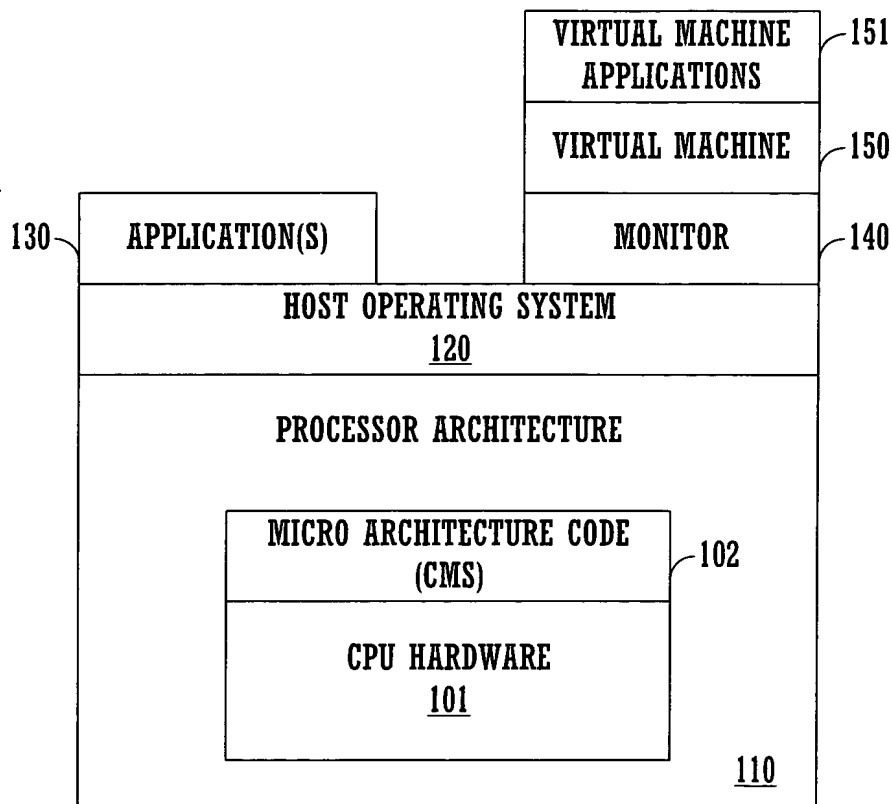 VIRTUAL MACHINE
APPLICATIONS
151
VIRTUAL MACHINE
150
130
APPLICATION(S)
MONITOR
140
HOST OPERATING SYSTEM
120
PROCESSOR ARCHITECTURE
MICRO ARCHITECTURE CODE
(CMS)
102
CPU HARDWARE
101
110